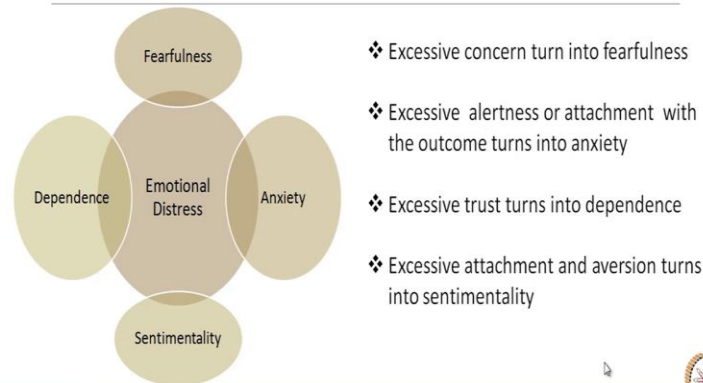 Fearfulness
Dependence
Emotional
Distress
Anxiety
Sentimentality
❖ Excessive concern turn into fearfulness
❖ Excessive alertness or attachment with
the outcome turns into anxiety
❖ Excessive trust turns into dependence
❖ Excessive attachment and aversion turns
into sentimentality